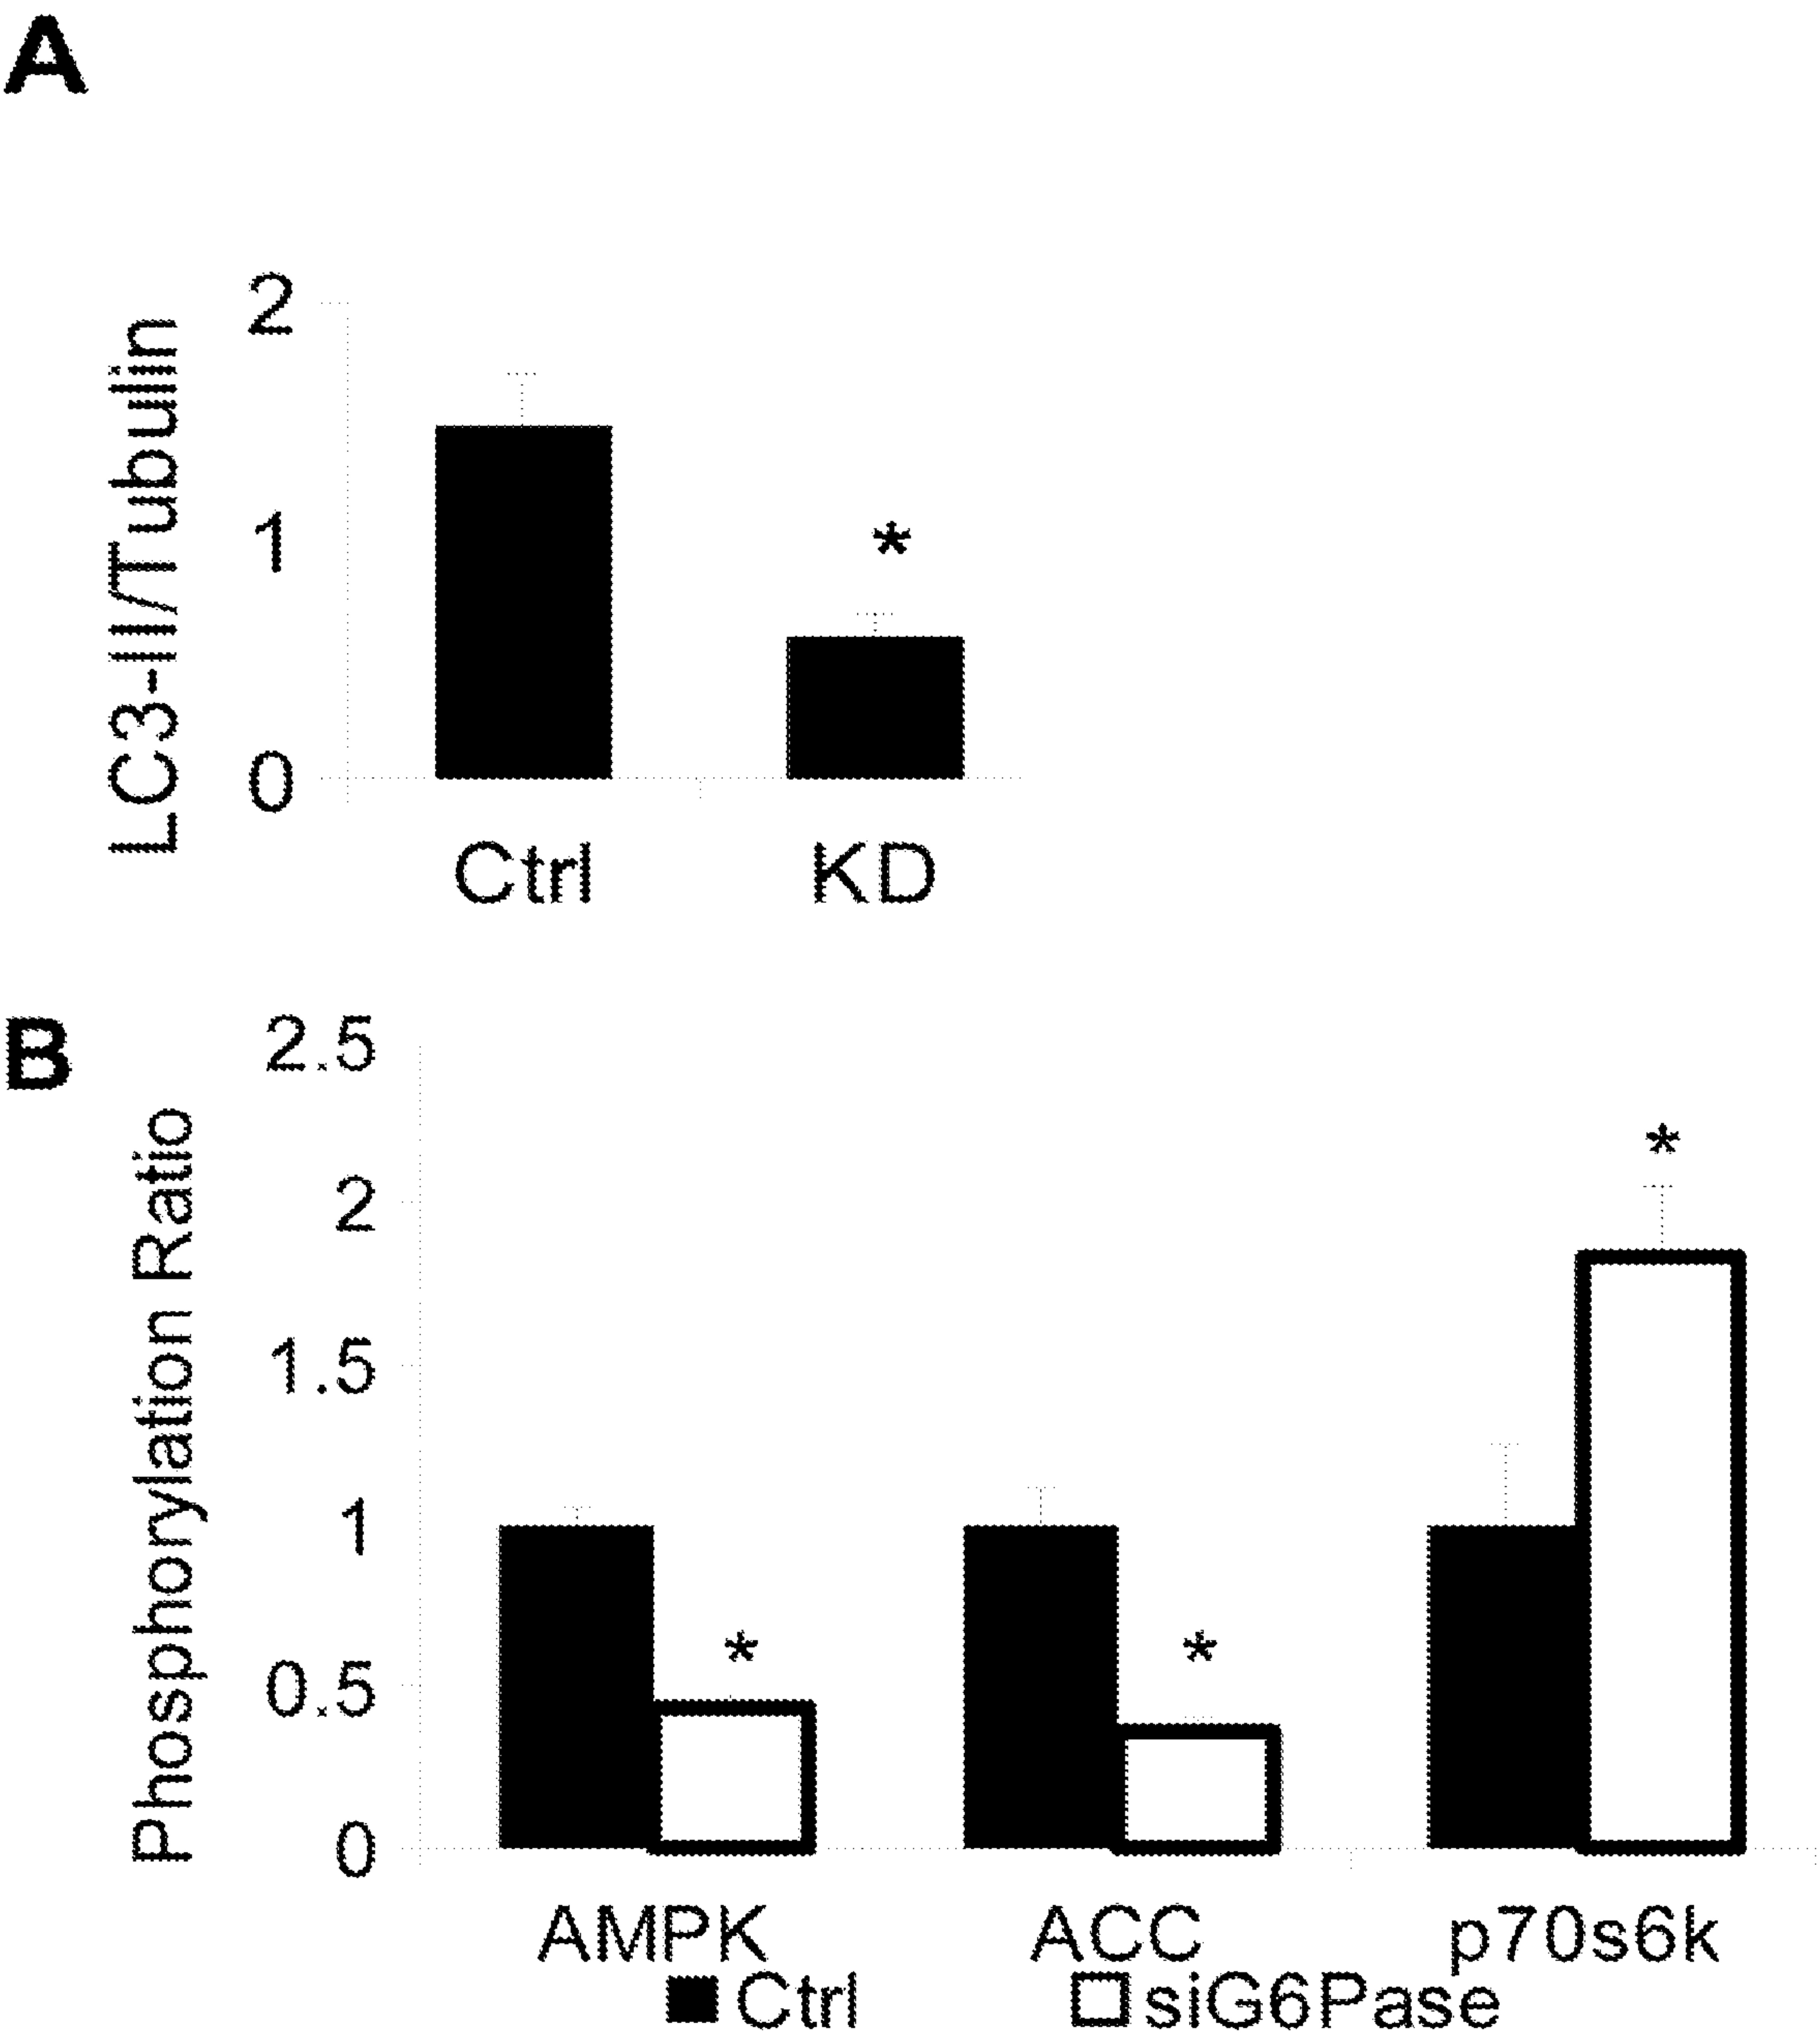 A
LC3-II/Tubulin
2
1
0
*
Ctrl
KD
B
Phosphorylation Ratio
2.5
2
1.5
1
0.5
0
*
*
*
AMPK
ACC
p70s6k
Ctrl
siG6Pase